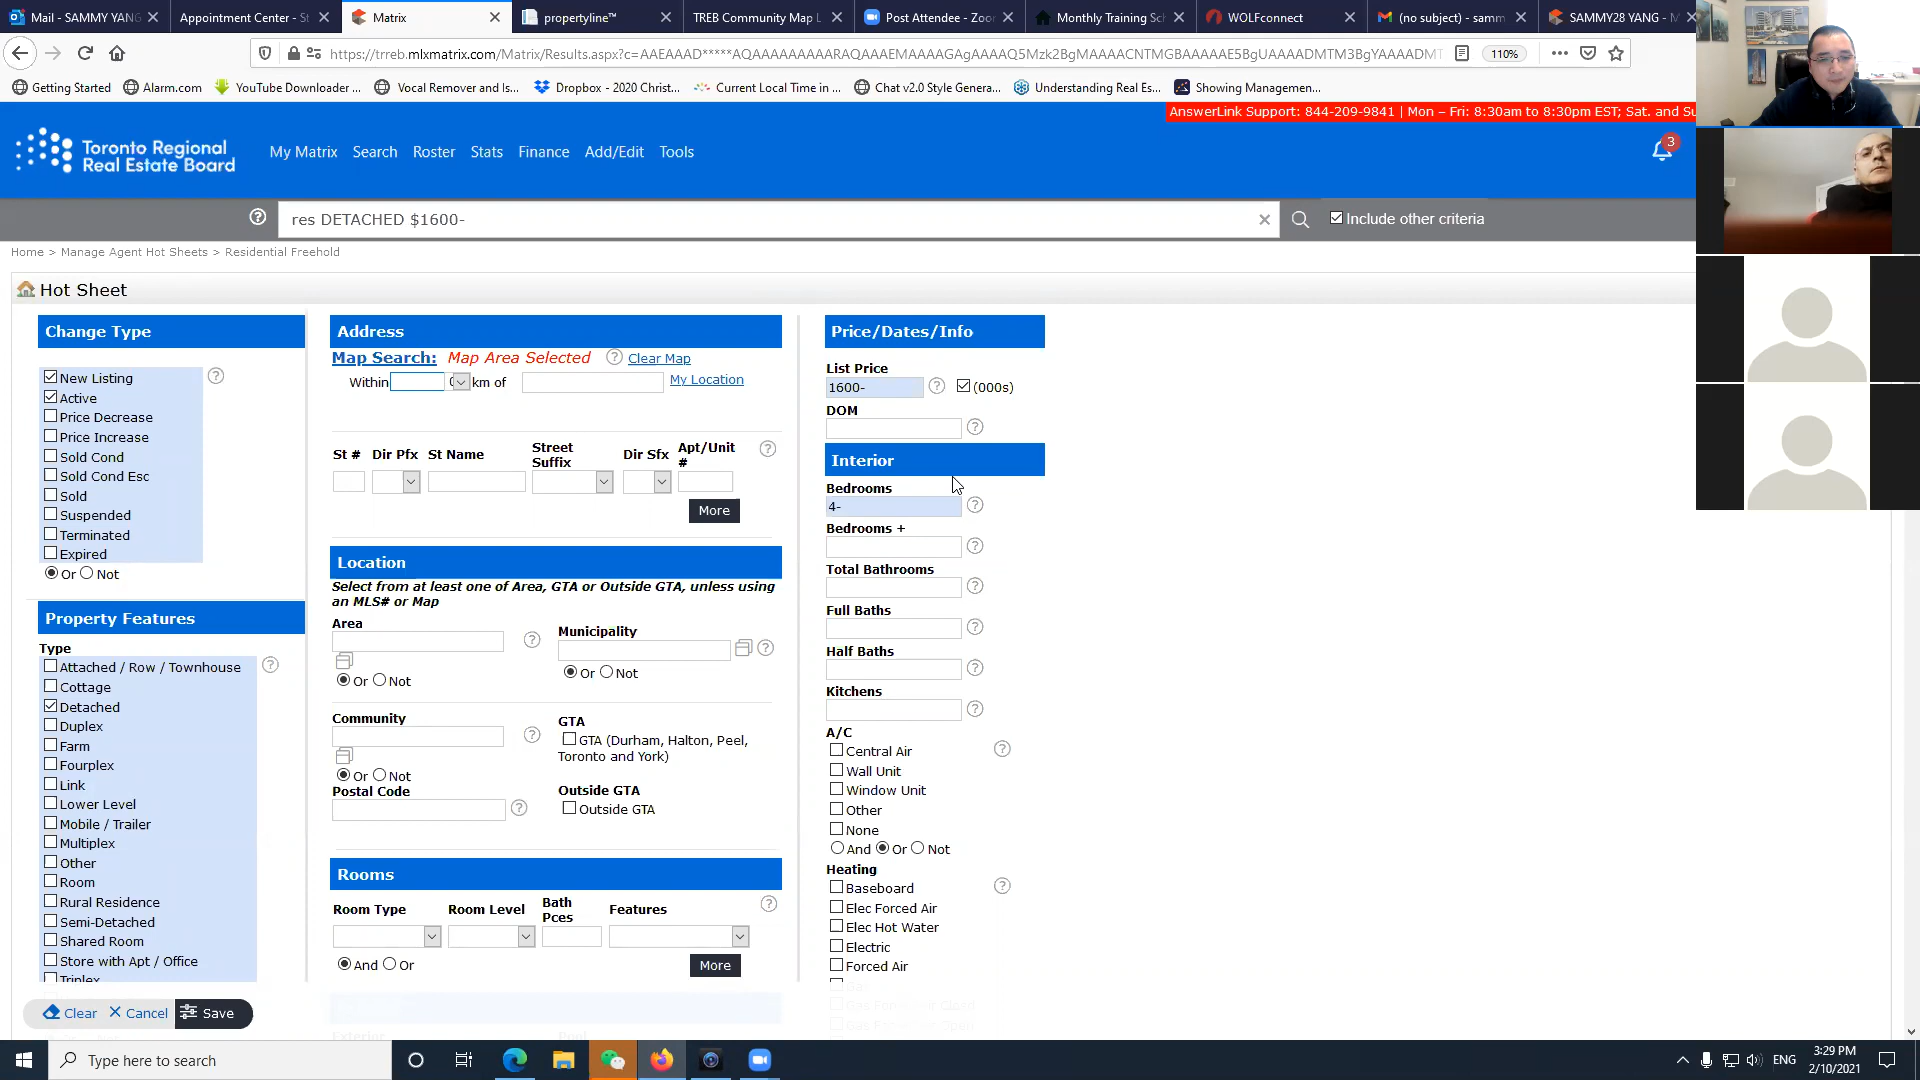 Mail - SAMMY YANG
Appointment Center - S
Matrix
propertyline™
TREB Community Map L
Post Attendee - Zoor
Monthly Training Sc
WOLFconnect
(no subject) - samm
SAMMY28 YANG - M
https://trreb.mlxmatrix.com/Matrix/Results.aspx?c=AAEAAAD*****AQAAAAAAAAARAQAAAEMAAAAGAgAAAAQ5Mzk2BgMAAAACNTMGBAAAAAE5BgUAAAADMTM3BgYAAAADMT
110%
Getting Started
Alarm.com
YouTube Downloader ...
Vocal Remover and Is...
Dropbox - 2020 Christ...
Current Local Time in ...
Chat v2.0 Style Genera...
Understanding Real Es...
Showing Managemen...
AnswerLink Support: 844-209-9841 | Mon – Fri: 8:30am to 8:30pm EST; Sat. and Su
Toronto Regional
Real Estate Board
My Matrix Search Roster Stats Finance Add/Edit Tools
3
res DETACHED $1600-
Include other criteria
Home > Manage Agent Hot Sheets > Residential Freehold
Hot Sheet
Change Type
New Listing
Active
Price Decrease
Price Increase
Sold Cond
Sold Cond Esc
Sold
Suspended
Terminated
Expired
Or Not
Property Features
Type
Attached / Row / Townhouse
Cottage
Detached
Duplex
Farm
Fourplex
Link
Lower Level
Mobile / Trailer
Multiplex
Other
Room
Rural Residence
Semi-Detached
Shared Room
Store with Apt / Office
Triplex
Clear Cancel Save
Address
Map Search: Map Area Selected Clear Map
Within km of My Location
St # Dir Pfx St Name Street Suffix Dir Sfx Apt/Unit #
More
Location
Select from at least one of Area, GTA or Outside GTA, unless using
an MLS# or Map
Area
Or Not
Municipality
Or Not
Community
Or Not
GTA
GTA (Durham, Halton, Peel,
Toronto and York)
Postal Code
Outside GTA
Outside GTA
Rooms
Room Type Room Level Bath Pces Features
And Or
More
Price/Dates/Info
List Price
1600-
(000s)
DOM
Interior
Bedrooms
4-
Bedrooms +
Total Bathrooms
Full Baths
Half Baths
Kitchens
A/C
Central Air
Wall Unit
Window Unit
Other
None
And Or Not
Heating
Baseboard
Elec Forced Air
Elec Hot Water
Electric
Forced Air
Type here to search
ENG
3:29 PM
2/10/2021